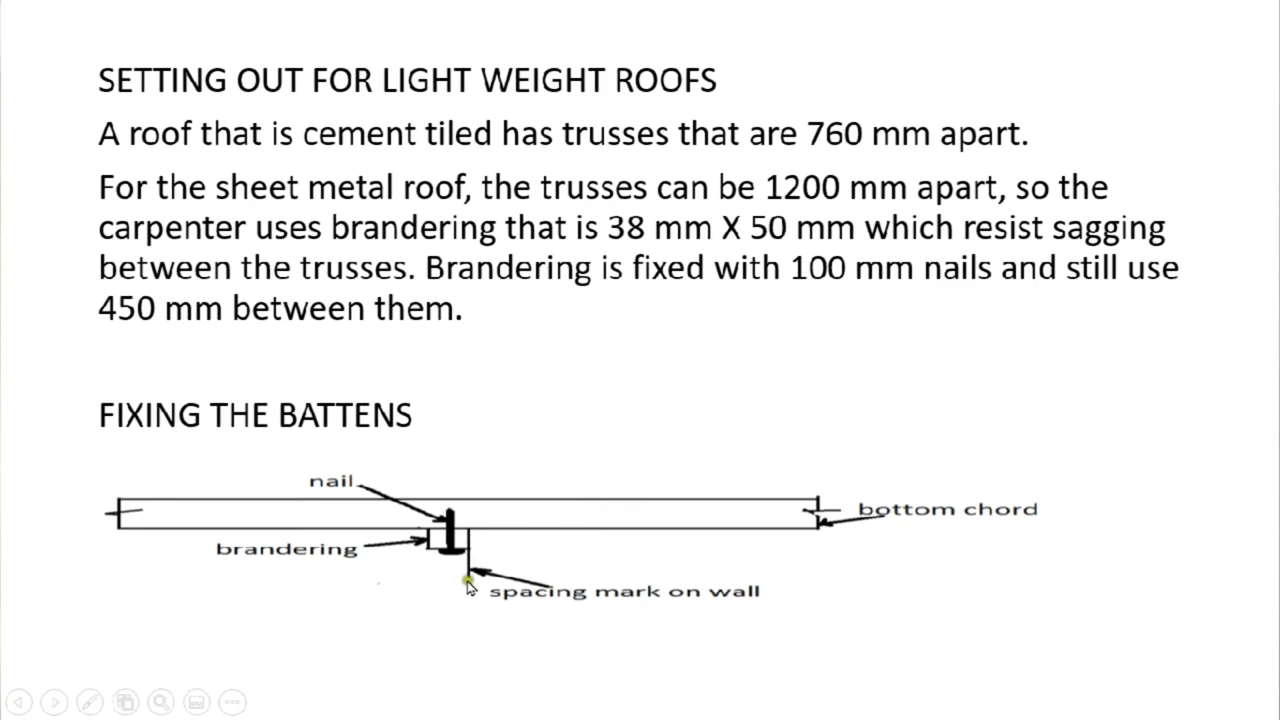 SETTING OUT FOR LIGHT WEIGHT ROOFS
A roof that is cement tiled has trusses that are 760 mm apart.
For the sheet metal roof, the trusses can be 1200 mm apart, so the
carpenter uses brandering that is 38 mm X 50 mm which resist sagging
between the trusses. Brandering is fixed with 100 mm nails and still use
450 mm between them.
FIXING THE BATTENS
nail
bottom chord
brandering
spacing mark on wall